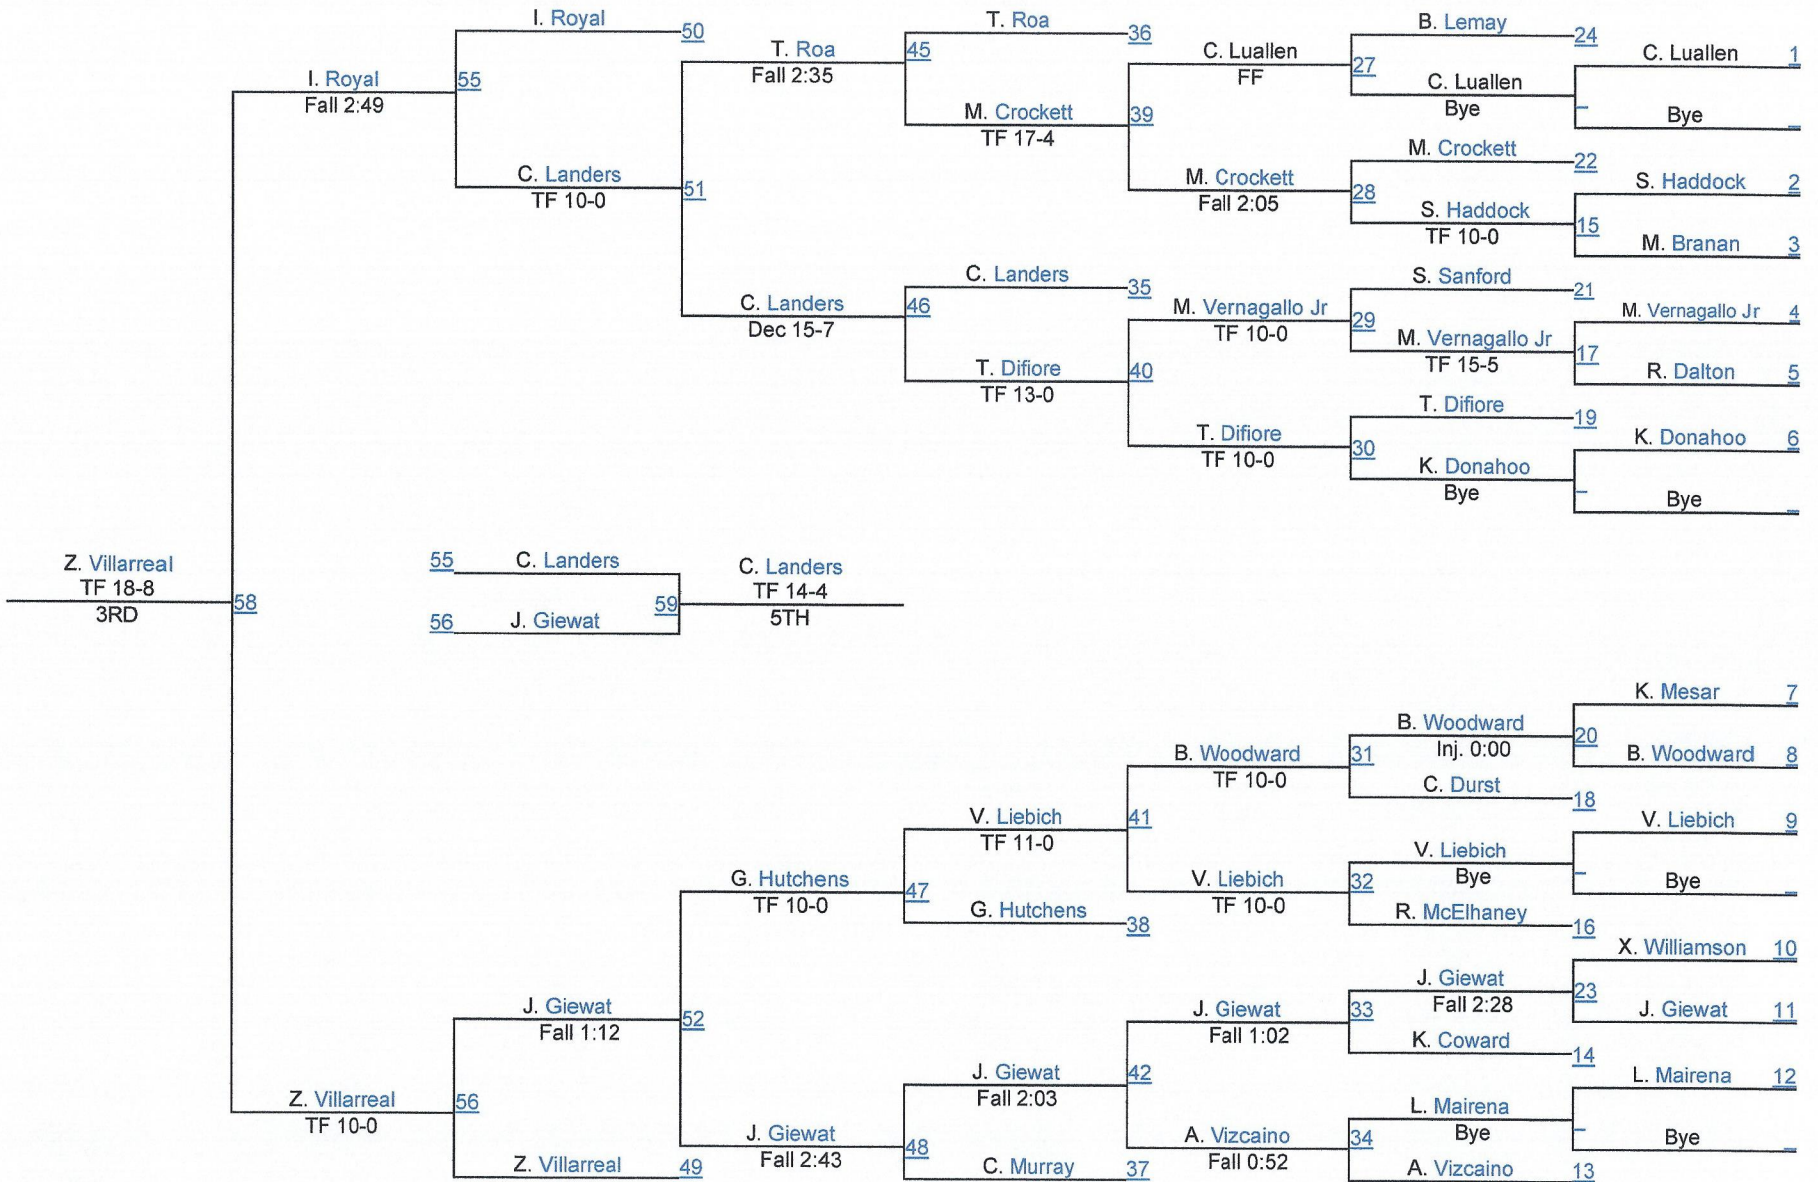 I. Royal
50
T. Roa
36
B. Lemay
24
C. Luallen
1
T. Roa
Fall 2:35
45
C. Luallen
FF
27
C. Luallen
Bye
_
Bye
_
I. Royal
Fall 2:49
55
M. Crockett
TF 17-4
39
M. Crockett
22
S. Haddock
2
C. Landers
TF 10-0
51
M. Crockett
Fall 2:05
28
S. Haddock
TF 10-0
15
M. Branan
3
C. Landers
35
S. Sanford
21
M. Vernagallo Jr
4
C. Landers
Dec 15-7
46
M. Vernagallo Jr
TF 10-0
29
M. Vernagallo Jr
TF 15-5
17
R. Dalton
5
T. Difiore
TF 13-0
40
T. Difiore
19
K. Donahoo
6
T. Difiore
TF 10-0
30
K. Donahoo
Bye
_
Bye
_
Z. Villarreal
TF 18-8
3RD
58
55
C. Landers
56
J. Giewat
59
C. Landers
TF 14-4
5TH
K. Mesar
7
B. Woodward
Inj. 0:00
20
B. Woodward
8
B. Woodward
TF 10-0
31
C. Durst
18
V. Liebich
TF 11-0
41
V. Liebich
9
V. Liebich
Bye
_
Bye
_
G. Hutchens
TF 10-0
47
V. Liebich
TF 10-0
32
R. McElhaney
16
G. Hutchens
38
X. Williamson
10
J. Giewat
Fall 2:28
23
J. Giewat
11
J. Giewat
Fall 1:12
52
J. Giewat
Fall 1:02
33
K. Coward
14
J. Giewat
Fall 2:03
42
L. Mairena
12
Z. Villarreal
TF 10-0
56
L. Mairena
Bye
_
Bye
_
J. Giewat
Fall 2:43
48
A. Vizcaino
Fall 0:52
34
Z. Villarreal
49
C. Murray
37
A. Vizcaino
13